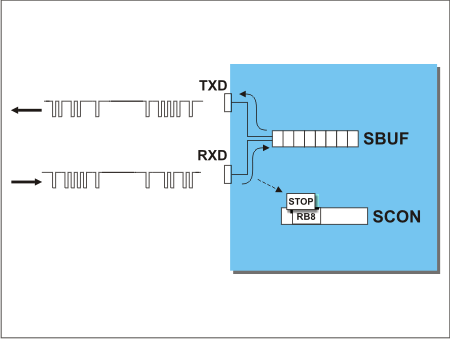 TXD
SBUF
RXD
STOP
RB8
SCON